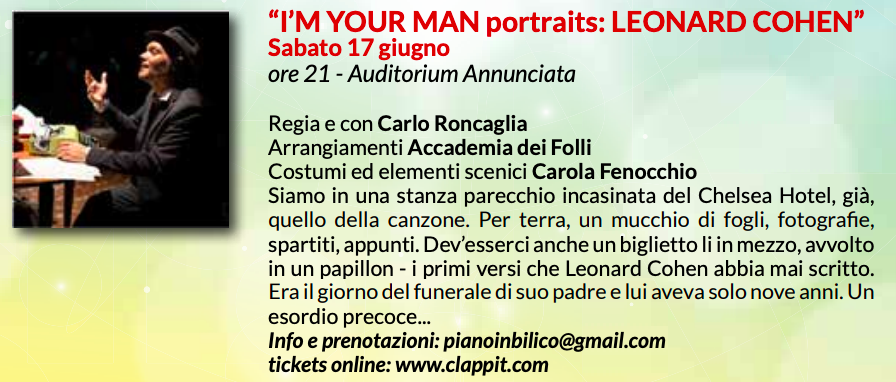 “I’M YOUR MAN portraits: LEONARD COHEN”
Sabato 17 giugno
ore 21 - Auditorium Annunciata
Regia e con Carlo Roncaglia
Arrangiamenti Accademia dei Folli
Costumi ed elementi scenici Carola Fenocchio
Siamo in una stanza parecchio incasinata del Chelsea Hotel, già,
quello della canzone. Per terra, un mucchio di fogli, fotografie,
spartiti, appunti. Dev’esserci anche un biglietto lì in mezzo, avvolto
in un papillon - i primi versi che Leonard Cohen abbia mai scritto.
Era il giorno del funerale di suo padre e lui aveva solo nove anni. Un
esordio precoce...
Info e prenotazioni: pianoinbilico@gmail.com
tickets online: www.clappit.com